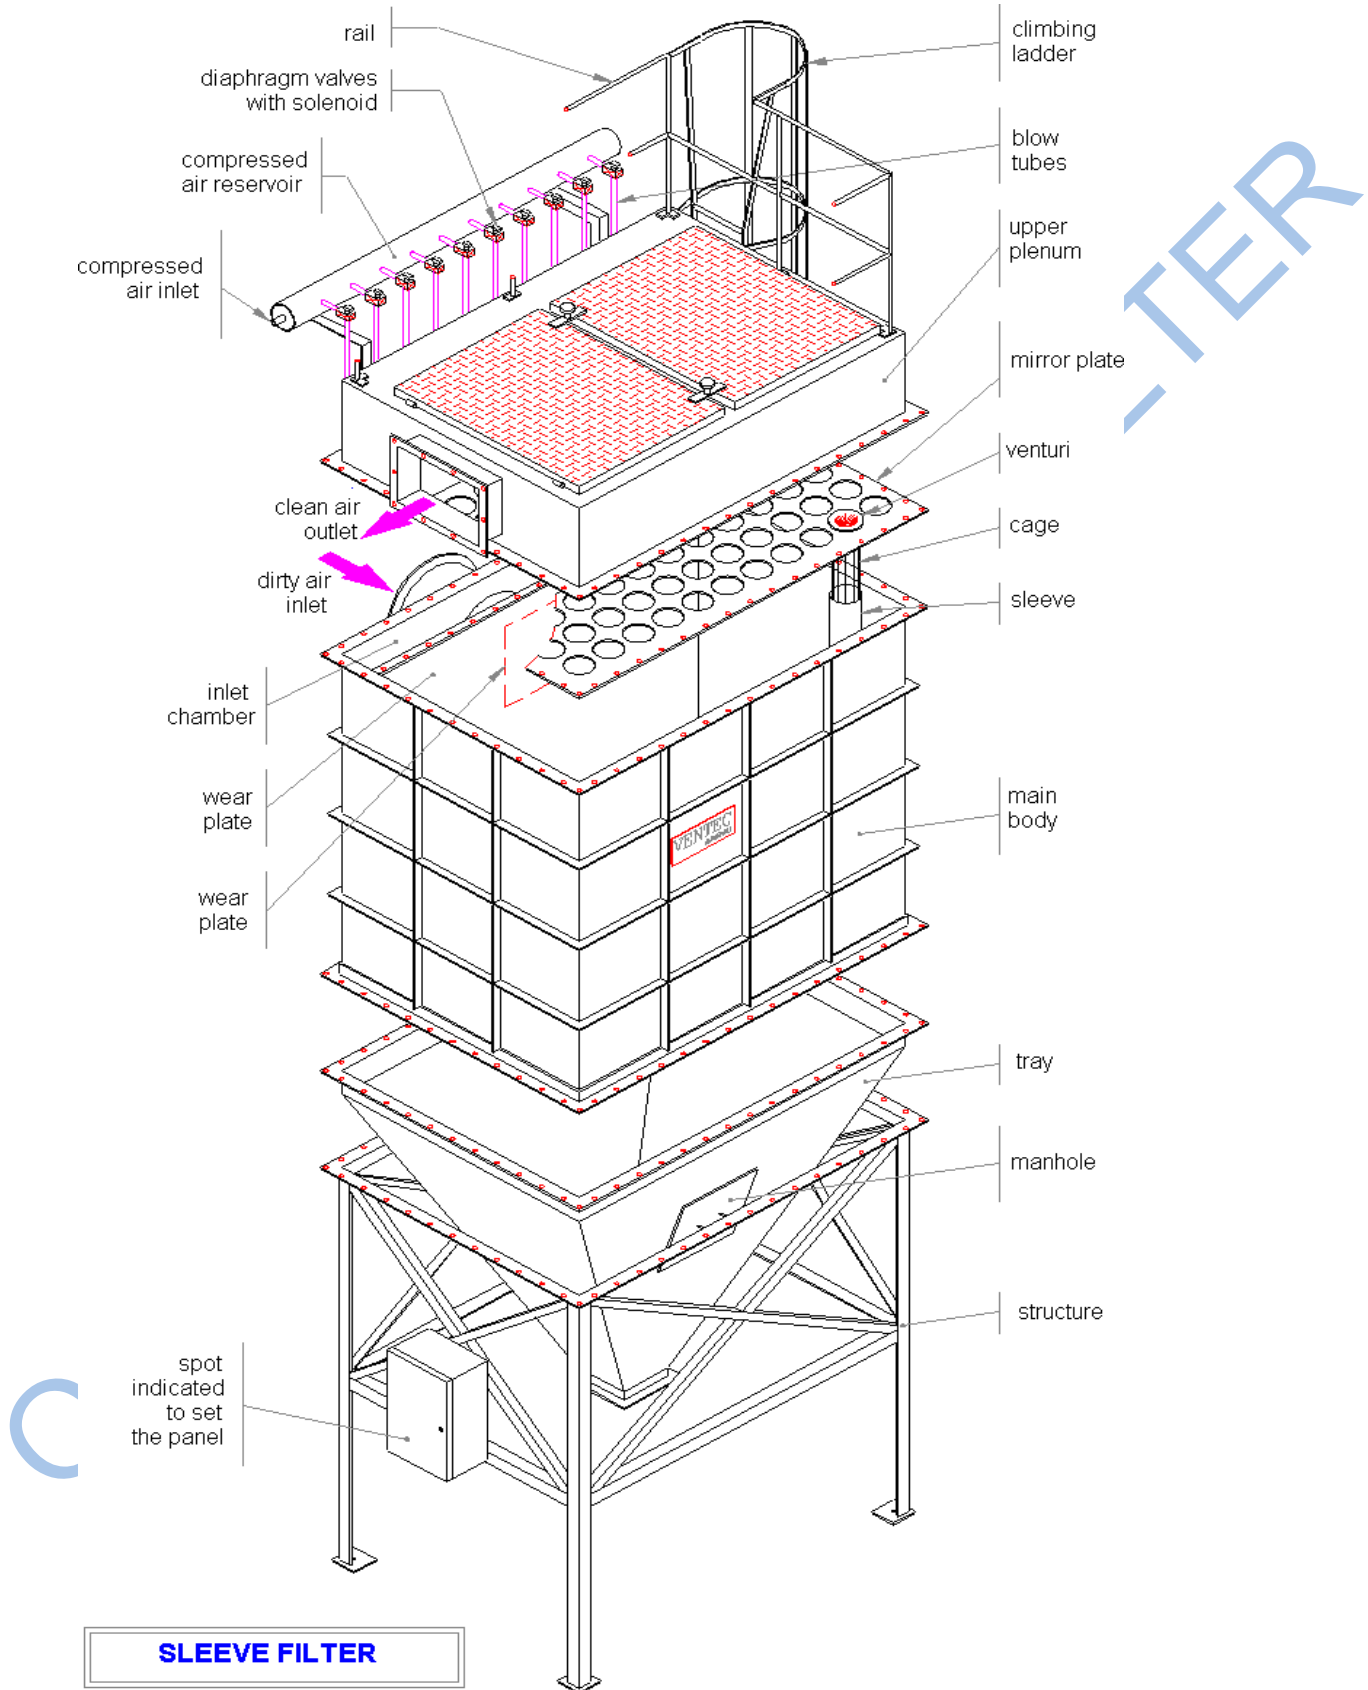 rail
climbing
ladder
diaphragm valves
with solenoid
blow
tubes
compressed
air reservoir
upper
plenum
compressed
air inlet
mirror plate
venturi
clean air
outlet
cage
dirty air
inlet
sleeve
inlet
chamber
wear
plate
main
body
VENTEC
wear
plate
tray
manhole
structure
spot
indicated
to set
the panel
SLEEVE FILTER
TER